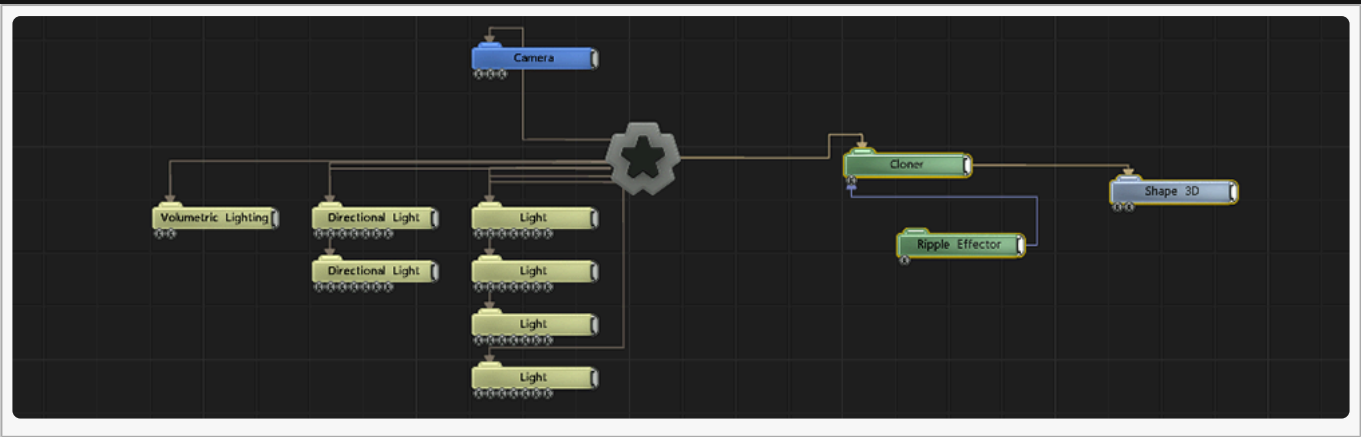 Camera
Cloner
Shape 3D
Volumetric Lighting
Directional Light
Light
Ripple Effector
Directional Light
Light
Light
Light